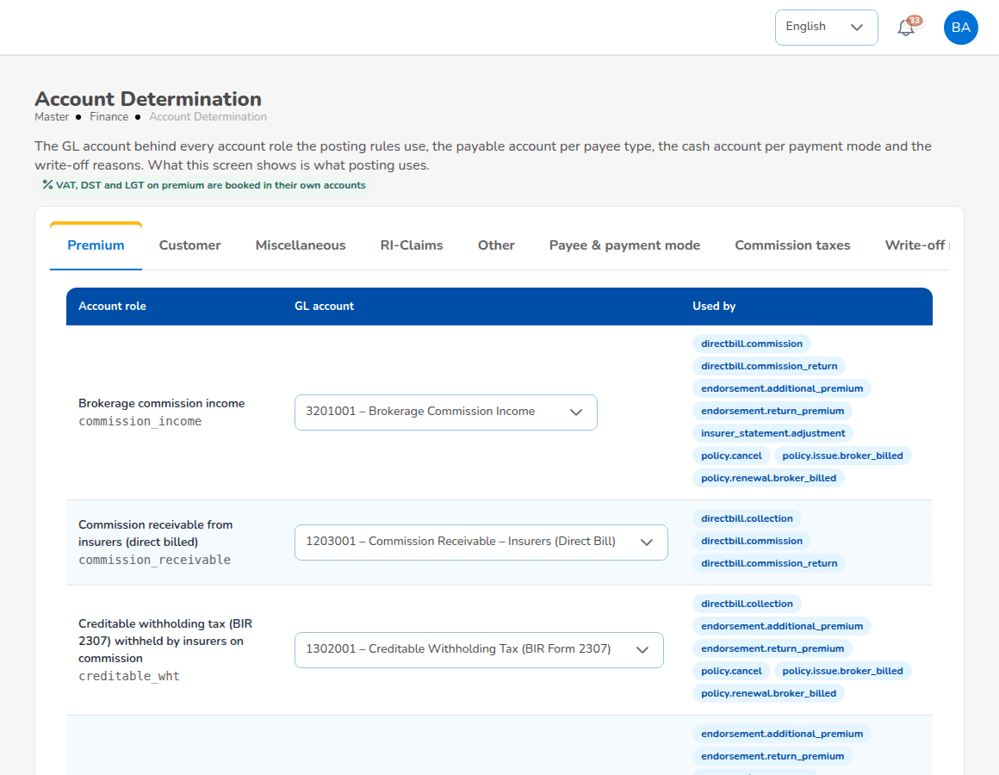 English
33
BA
Account Determination
Master • Finance • Account Determination
The GL account behind every account role the posting rules use, the payable account per payee type, the cash account per payment mode and the
write-off reasons. What this screen shows is what posting uses.
% VAT, DST and LGT on premium are booked in their own accounts
Premium Customer Miscellaneous RI-Claims Other Payee & payment mode Commission taxes Write-off
Account role GL account Used by
directbill.commission
directbill.commission_return
endorsement.additional_premium
Brokerage commission income
commission_income
3201001 – Brokerage Commission Income
endorsement.return_premium
insurer_statement.adjustment
policy.cancel policy.issue.broker_billed
policy.renewal.broker_billed
Commission receivable from
insurers (direct billed)
commission_receivable
1203001 – Commission Receivable – Insurers (Direct Bill)
directbill.collection
directbill.commission
directbill.commission_return
Creditable withholding tax (BIR
2307) withheld by insurers on
commission
creditable_wht
1302001 – Creditable Withholding Tax (BIR Form 2307)
directbill.collection
endorsement.additional_premium
endorsement.return_premium
policy.cancel policy.issue.broker_billed
policy.renewal.broker_billed
endorsement.additional_premium
endorsement.return_premium